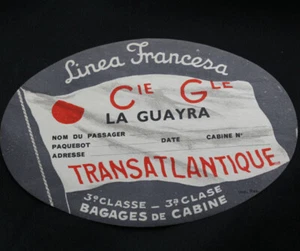 Linea Francesa
Cie Gle
LA GUAYRA
NOM DU PASSAGER DATE CABINE No
PAQUEBOT
ADRESSE
TRANSATLANTIQUE
3e CLASSE — 3a CLASE
BAGAGES DE CABINE